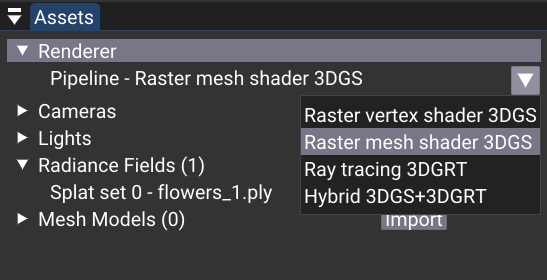 Assets
Renderer
Pipeline - Raster mesh shader 3DGS
Raster vertex shader 3DGS
Raster mesh shader 3DGS
Ray tracing 3DGRT
Hybrid 3DGS+3DGRT
Cameras
Lights
Radiance Fields (1)
Splat set 0 - flowers_1.ply
Mesh Models (0)
Import